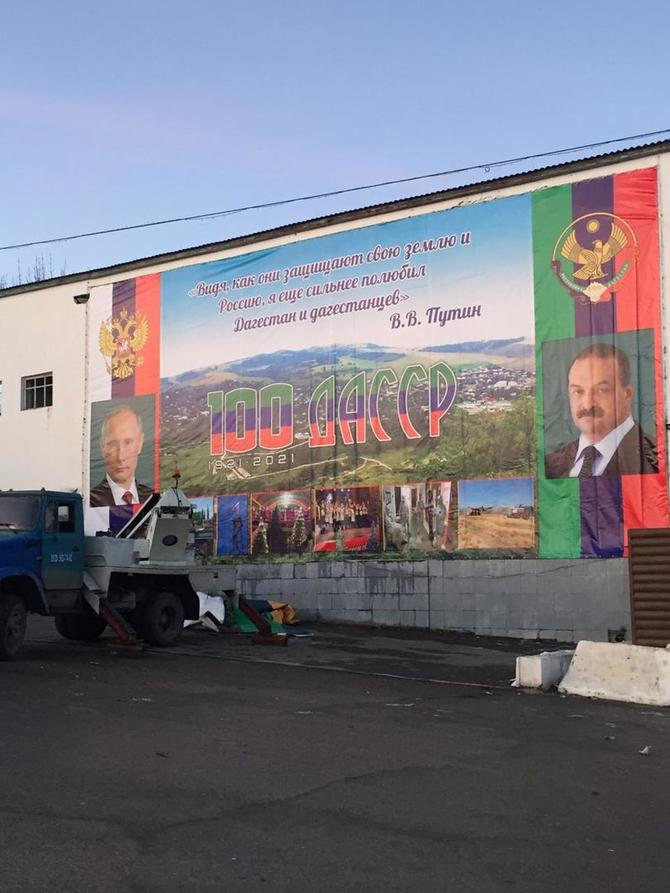 «Видя, как они защищают свою землю и
Россию, я еще сильнее полюбил
Дагестан и дагестанцев»
В.В. Путин
100 ДАССР
1921-2021